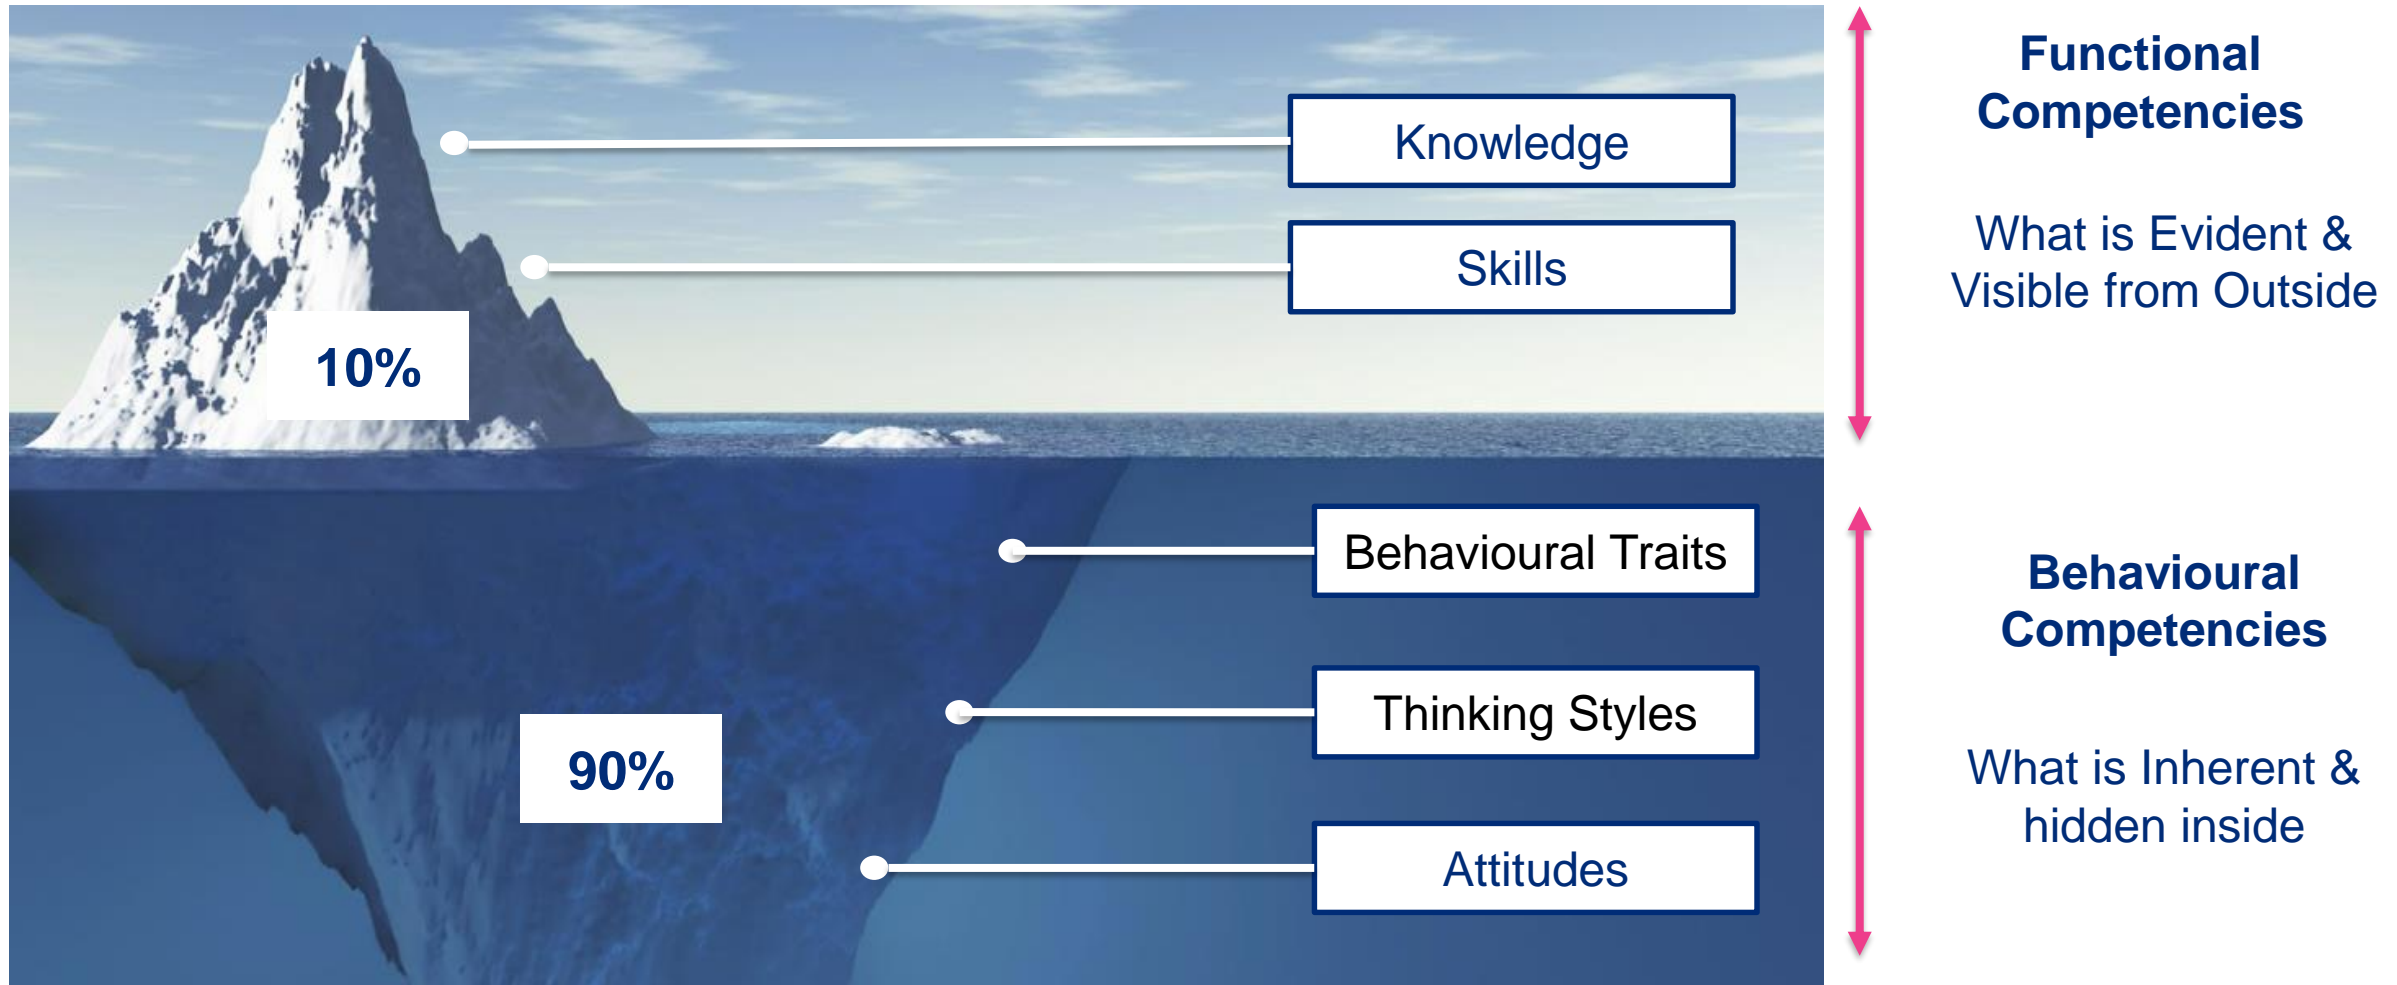 Functional
Competencies
Knowledge
What is Evident &
Visible from Outside
Skills
10%
Behavioural Traits
Behavioural
Competencies
Thinking Styles
90%
What is Inherent &
hidden inside
Attitudes